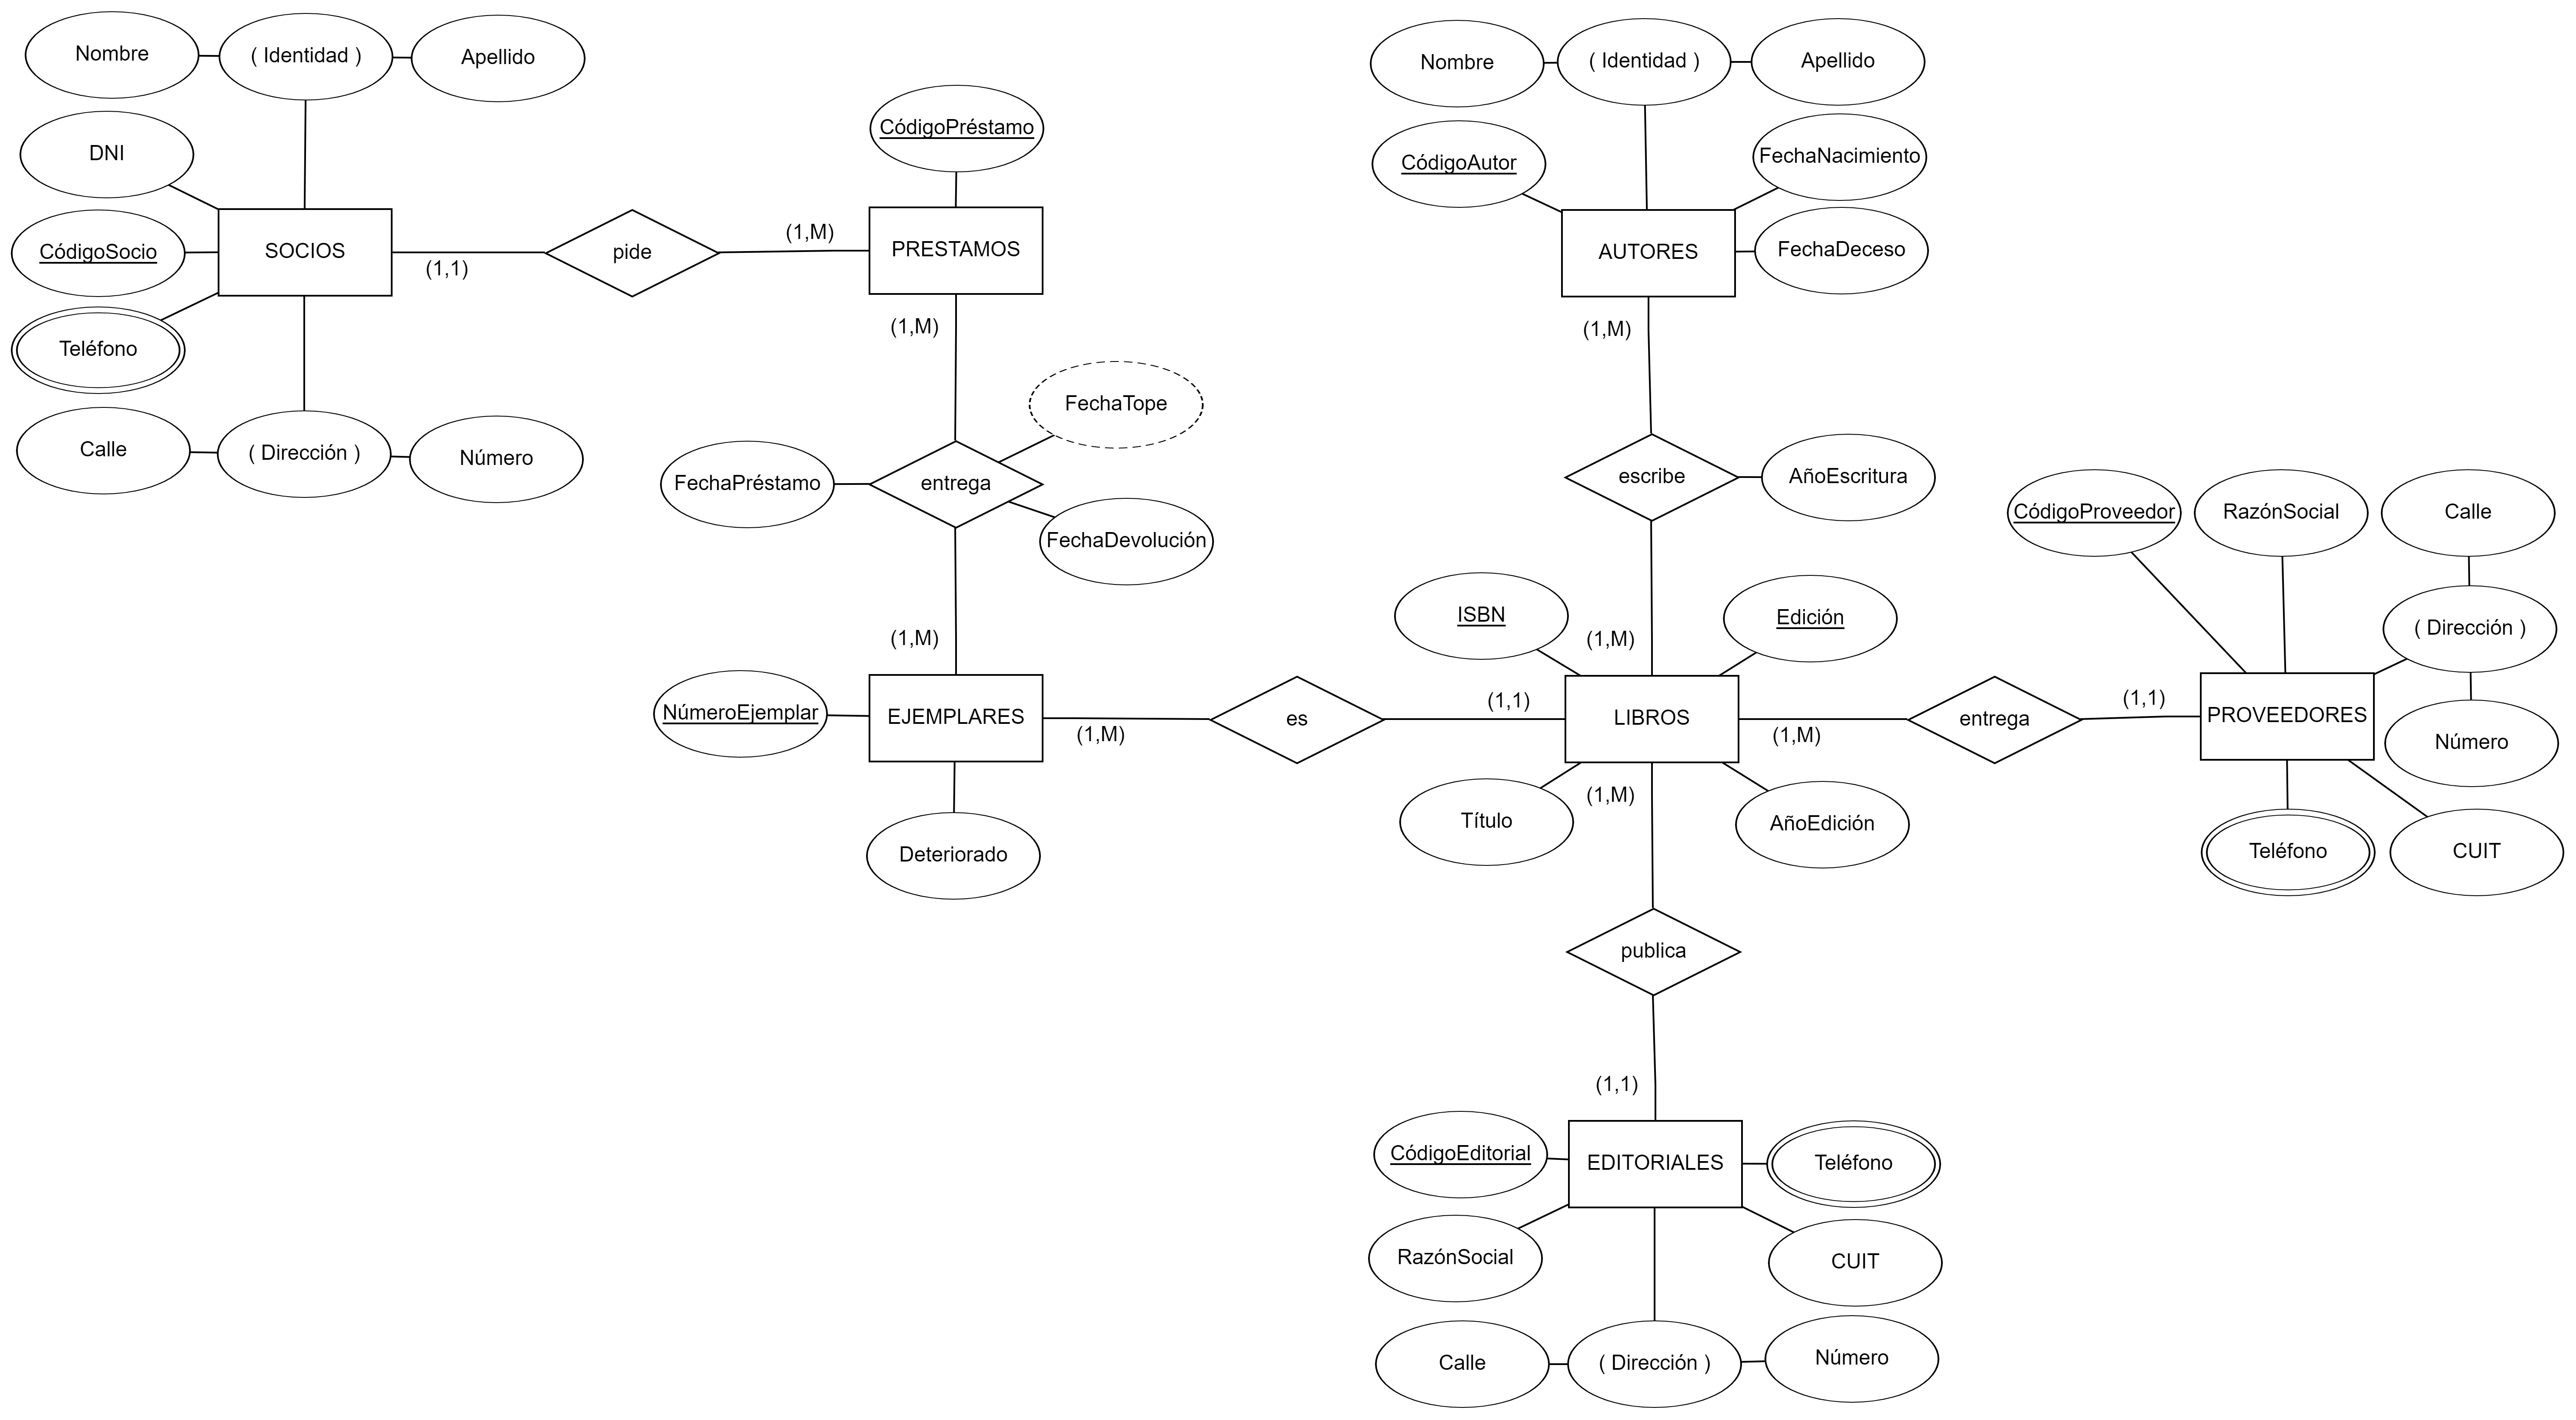 Nombre
( Identidad )
Apellido
DNI
CódigoSocio
SOCIOS
Teléfono
Calle
( Dirección )
Número
(1,1)
pide
(1,M)
CódigoPréstamo
PRESTAMOS
(1,M)
FechaTope
FechaPréstamo
entrega
FechaDevolución
(1,M)
NúmeroEjemplar
EJEMPLARES
Deteriorado
(1,M)
es
(1,1)
Nombre
( Identidad )
Apellido
CódigoAutor
FechaNacimiento
AUTORES
FechaDeceso
(1,M)
escribe
AñoEscritura
(1,M)
ISBN
Edición
LIBROS
Título
AñoEdición
(1,M)
entrega
(1,1)
CódigoProveedor
RazónSocial
Calle
( Dirección )
Número
PROVEEDORES
Teléfono
CUIT
(1,M)
publica
(1,1)
CódigoEditorial
EDITORIALES
Teléfono
RazónSocial
CUIT
Calle
( Dirección )
Número